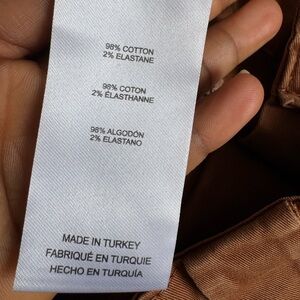 98% COTTON
2% ELASTANE
98% COTON
2% ÉLASTHANNE
98% ALGODÓN
2% ELASTANO
MADE IN TURKEY
FABRIQUÉ EN TURQUIE
HECHO EN TURQUÍA